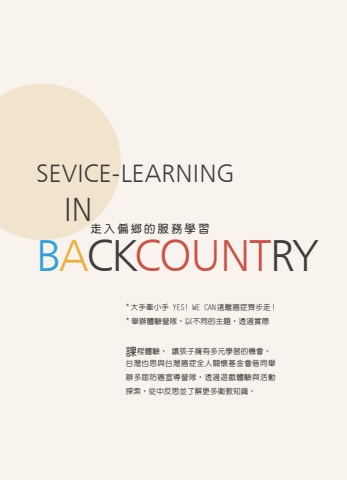 SEVICE-LEARNING
IN
走入偏鄉的服務學習
BACKCOUNTRY
*大手牽小手 YES! WE CAN遠離癌症齊步走!
*舉辦體驗營隊，以不同的主題，透過實際
課程體驗， 讓孩子擁有多元學習的機會。
台灣也思與台灣癌症全人關懷基金會偕同舉
辦多屆防癌宣導營隊，透過遊戲體驗與活動
探索，從中反思並了解更多衛教知識。